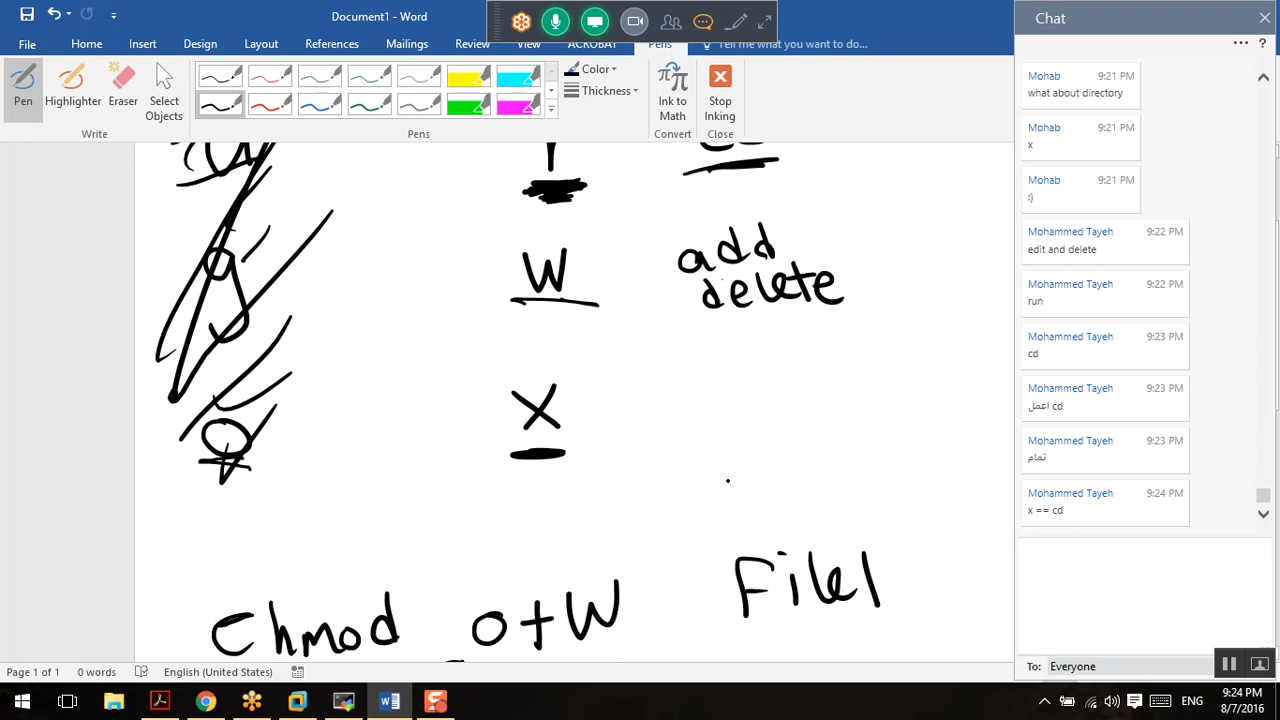 Document1 - Word
File
Home
Insert
Design
Layout
References
Mailings
Review
View
ACROBAT
Pens
Tell me what you want to do...
Pen
Highlighter
Eraser
Select
Objects
Write
Color
Thickness
Pens
Ink to
Math
Convert
Stop
Inking
Close
W
add
delete
X
Chmod o+W File1
Chat
Mohab 9:21 PM
what about directory
Mohab 9:21 PM
x
Mohab 9:21 PM
:)
Mohammed Tayeh 9:22 PM
edit and delete
Mohammed Tayeh 9:22 PM
run
Mohammed Tayeh 9:23 PM
cd
Mohammed Tayeh 9:23 PM
اعمل cd
Mohammed Tayeh 9:23 PM
تمام
Mohammed Tayeh 9:24 PM
x == cd
To: Everyone
Page 1 of 1
0 words
English (United States)
ENG
9:24 PM
8/7/2016